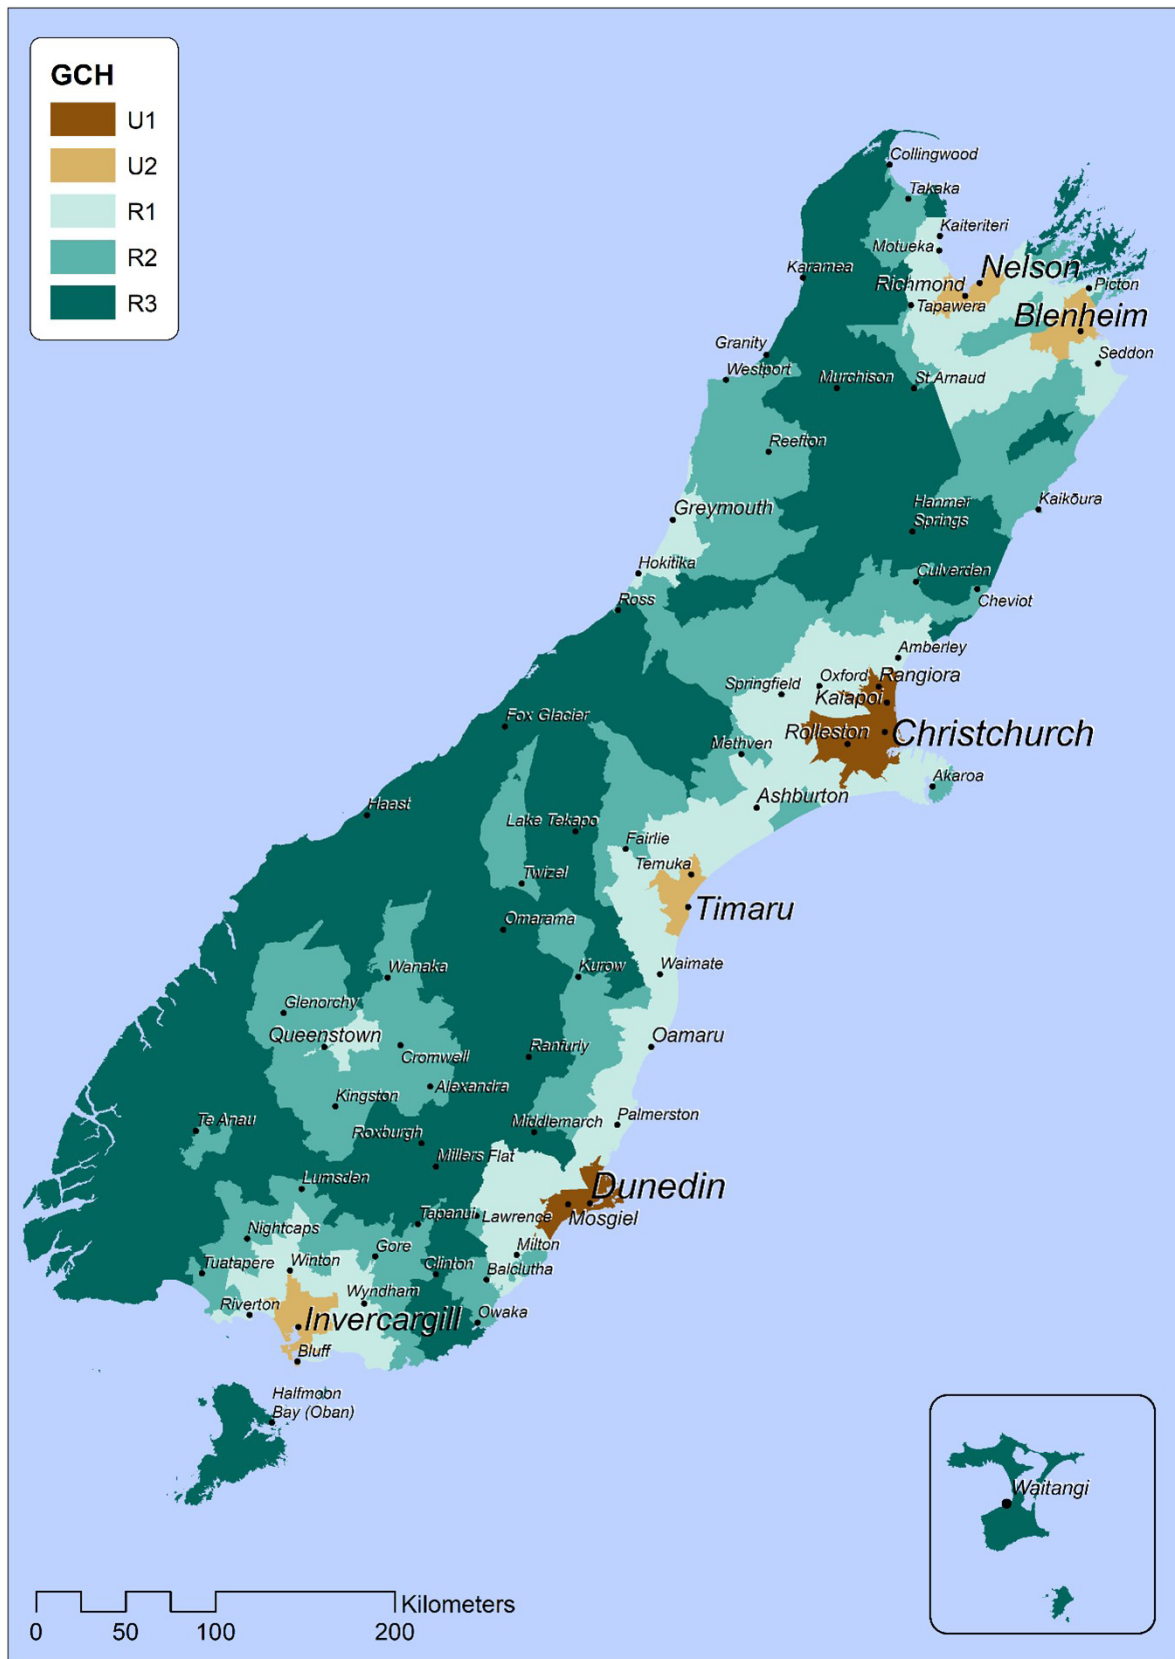 GCH
U1
U2
R1
R2
R3
Collingwood
Takaka
Kaiteriteri
Motueka
Karamea
Nelson
Richmond
Picton
Tapawera
Blenheim
Granity
Seddon
Westport
Murchison
St Arnaud
Reefton
Greymouth
Hanmer
Springs
Kaikōura
Hokitika
Culverden
Ross
Cheviot
Amberley
Oxford
Rangiora
Springfield
Kaiapoi
Fox Glacier
Rolleston
Christchurch
Methven
Akaroa
Ashburton
Haast
Lake Tekapo
Fairlie
Temuka
Twizel
Timaru
Omarama
Wanaka
Kurow
Waimate
Glenorchy
Queenstown
Cromwell
Ranfurly
Oamaru
Alexandra
Kingston
Te Anau
Roxburgh
Middlemarch
Palmerston
Millers Flat
Lumsden
Dunedin
Tapanui
Lawrence
Mosgiel
Nightcaps
Gore
Milton
Tuatapere
Winton
Clinton
Balclutha
Riverton
Wyndham
Invercargill
Owaka
Bluff
Halfmoon
Bay (Oban)
Waitangi
Kilometers
0 50 100 200